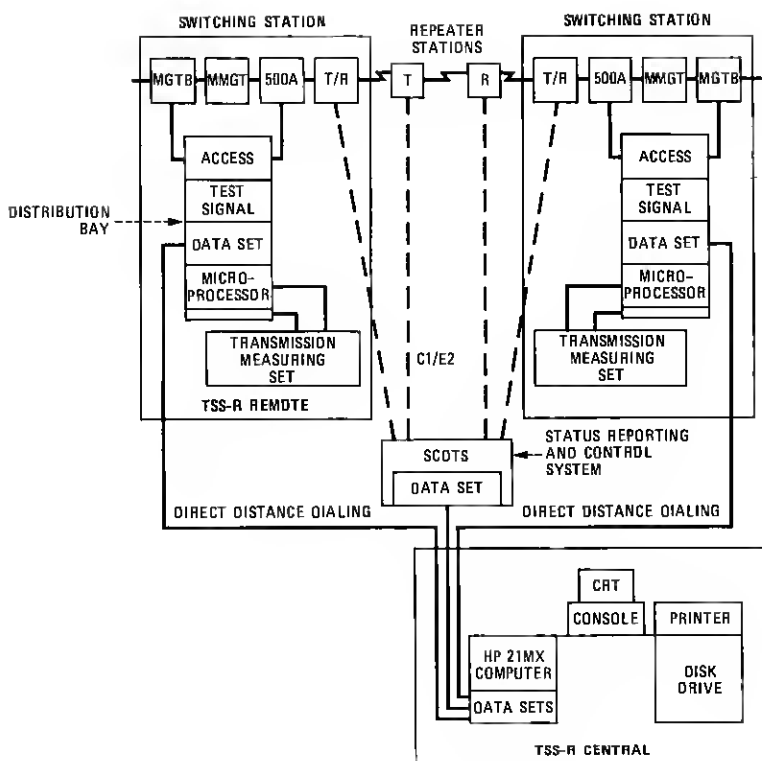 SWITCHING STATION
REPEATER
STATIONS
SWITCHING STATION
MGTB
MMGT
500A
T/R
T
R
T/R
500A
MMGT
MGTB
ACCESS
TEST
SIGNAL
DATA SET
MICRO-
PROCESSOR
TRANSMISSION
MEASURING
SET
TSS-R REMOTE
DISTRIBUTION
BAY
C1/E2
ACCESS
TEST
SIGNAL
DATA SET
MICRO-
PROCESSOR
TRANSMISSION
MEASURING
SET
SCOTS
DATA SET
STATUS REPORTING
AND CONTROL
SYSTEM
DIRECT DISTANCE DIALING
DIRECT DISTANCE DIALING
CRT
CONSOLE
PRINTER
HP 21MX
COMPUTER
DATA SETS
DISK
DRIVE
TSS-R CENTRAL